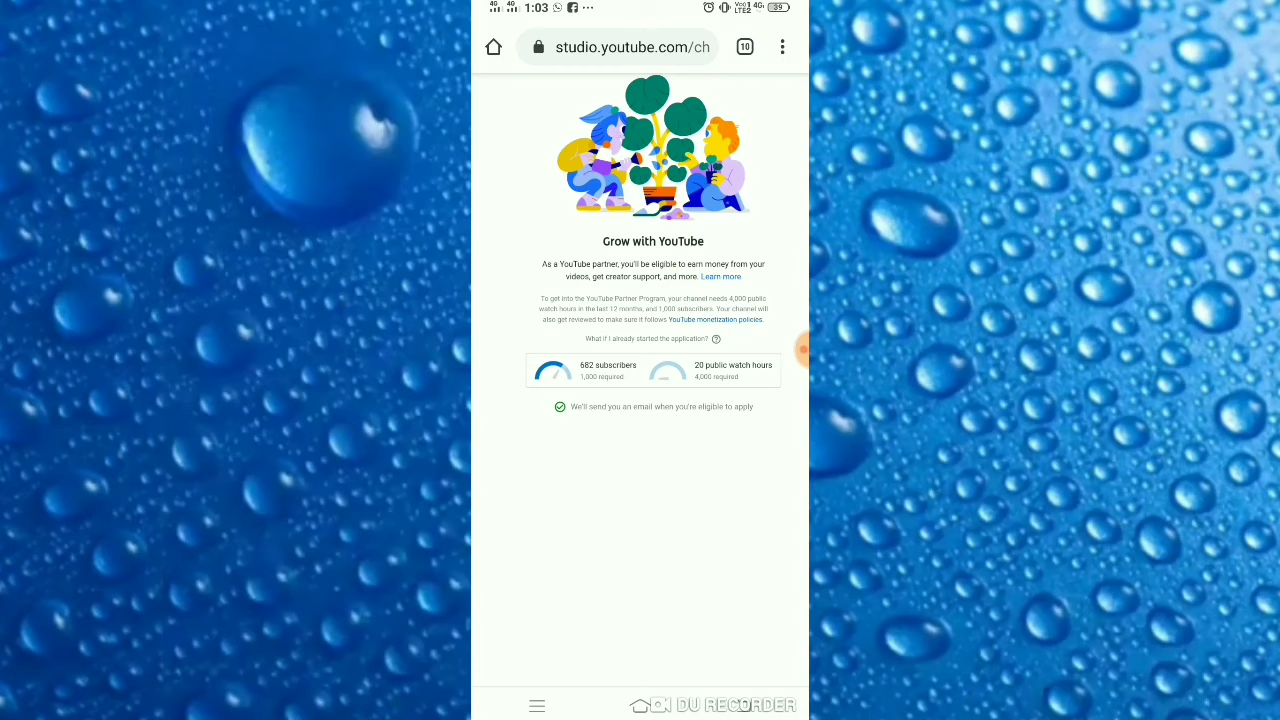 4G 4G 1:03 4G 39
studio.youtube.com/ch 10
Grow with YouTube
As a YouTube partner, you'll be eligible to earn money from your
videos, get creator support, and more. Learn more
To get into the YouTube Partner Program, your channel needs 4,000 public
watch hours in the last 12 months, and 1,000 subscribers. Your channel will
also get reviewed to make sure it follows YouTube monetization policies.
What if I already started the application?
682 subscribers
1,000 required
20 public watch hours
4,000 required
We'll send you an email when you're eligible to apply
DU RECORDER